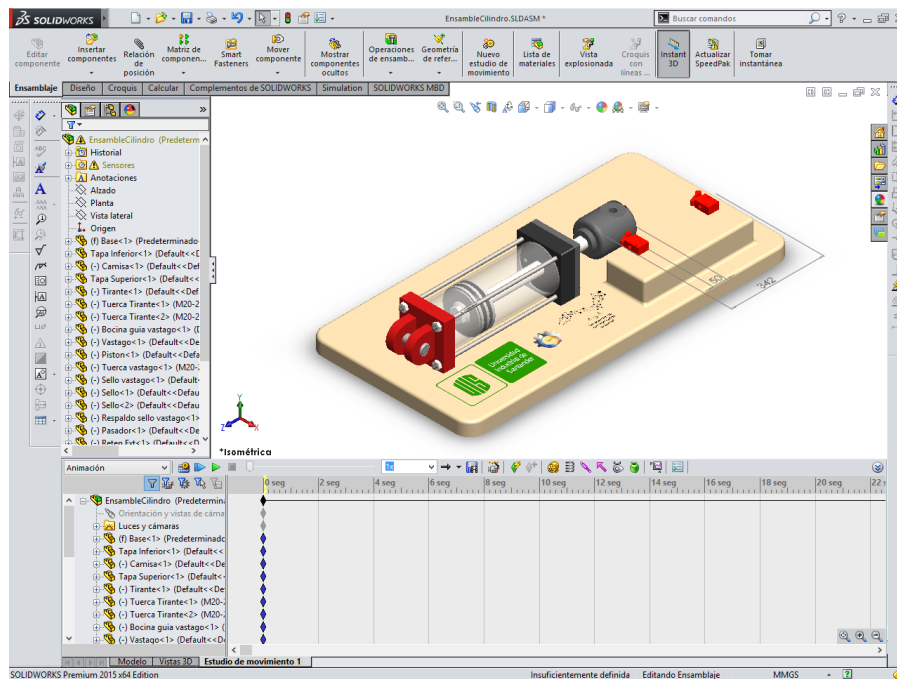 SOLIDWORKS
EnsambleCilindro.SLDASM *
Buscar comandos
Editar componente
Insertar componentes
Relación de posición
Matriz de componen...
Smart Fasteners
Mover componente
Mostrar componentes ocultos
Operaciones de ensamb...
Geometría de refer...
Nuevo estudio de movimiento
Lista de materiales
Vista explosionada
Croquis con líneas ...
Instant 3D
Actualizar SpeedPak
Tomar instantánea
Ensamblaje Diseño Croquis Calcular Complementos de SOLIDWORKS Simulation SOLIDWORKS MBD
EnsambleCilindro (Predeterm
Historial
Sensores
Anotaciones
Alzado
Planta
Vista lateral
Origen
(f) Base<1> (Predeterminado
Tapa Inferior<1> (Default<<D
(-) Camisa<1> (Default<<Def
Tapa Superior<1> (Default<<
(-) Tirante<1> (Default<<Def
(-) Tuerca Tirante<1> (M20-2
(-) Tuerca Tirante<2> (M20-2
(-) Bocina guia vastago<1> (D
(-) Vastago<1> (Default<<De
(-) Piston<1> (Default<<Defa
(-) Tuerca vastago<1> (M20-
(-) Sello vastago<1> (Default-
(-) Sello<1> (Default<<Defau
(-) Sello<2> (Default<<Defau
(-) Respaldo sello vastago<1>
(-) Pasador<1> (Default<<De
(-) Reten Ext<1> (Default<<D
50
342
Universidad
Industrial de
Santander
Y
Z
X
*Isométrica
Animación
1x
0 seg 2 seg 4 seg 6 seg 8 seg 10 seg 12 seg 14 seg 16 seg 18 seg 20 seg 22
EnsambleCilindro (Predetermina
Orientación y vistas de cáma
Luces y cámaras
(f) Base<1> (Predeterminadc
Tapa Inferior<1> (Default<<
(-) Camisa<1> (Default<<De
Tapa Superior<1> (Default<-
(-) Tirante<1> (Default<<De
(-) Tuerca Tirante<1> (M20-
(-) Tuerca Tirante<2> (M20-
(-) Bocina guia vastago<1> (
(-) Vastago<1> (Default<<D
Modelo Vistas 3D Estudio de movimiento 1
SOLIDWORKS Premium 2015 x64 Edition
Insuficientemente definida Editando Ensamblaje MMGS